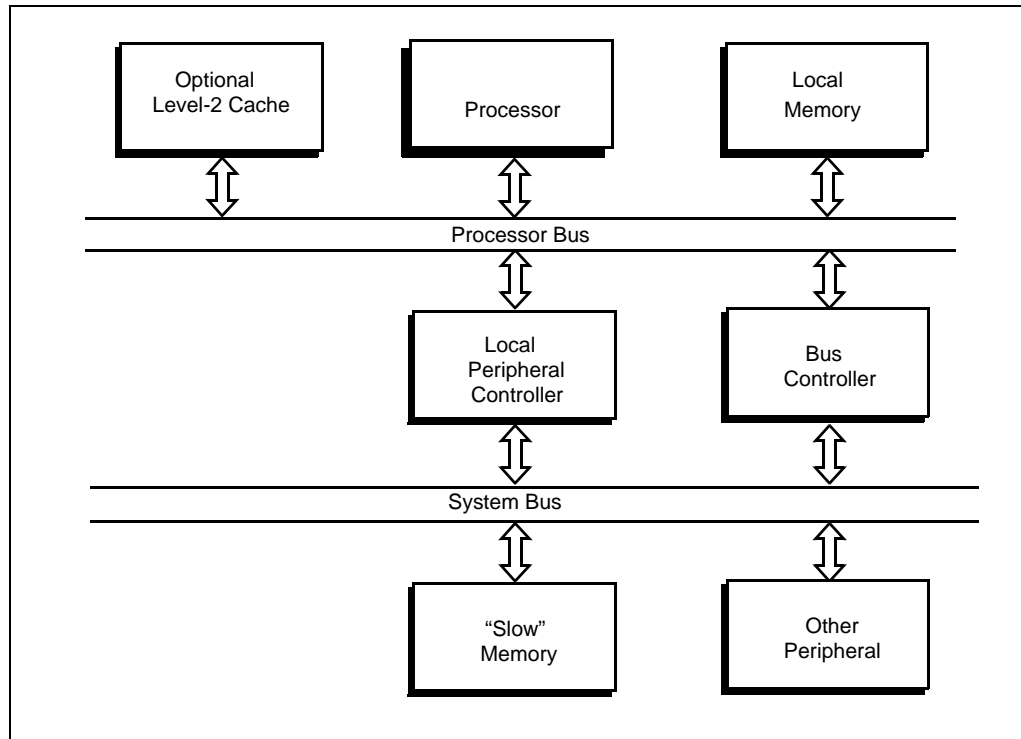 Optional
Level-2 Cache
Processor
Local
Memory
Processor Bus
Local
Peripheral
Controller
Bus
Controller
System Bus
“Slow”
Memory
Other
Peripheral